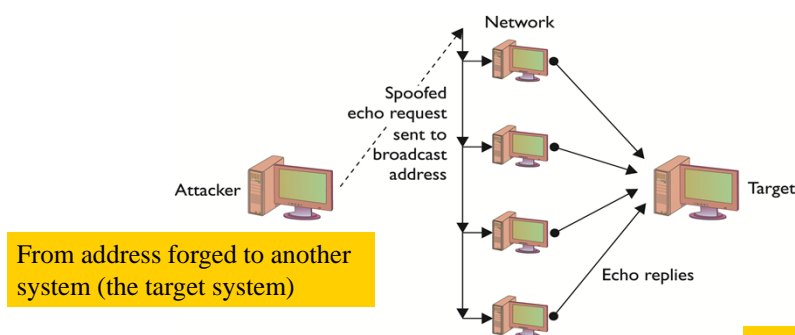 Network
Spoofed
echo request
sent to
broadcast
address
Attacker
Target
From address forged to another
system (the target system)
Echo replies